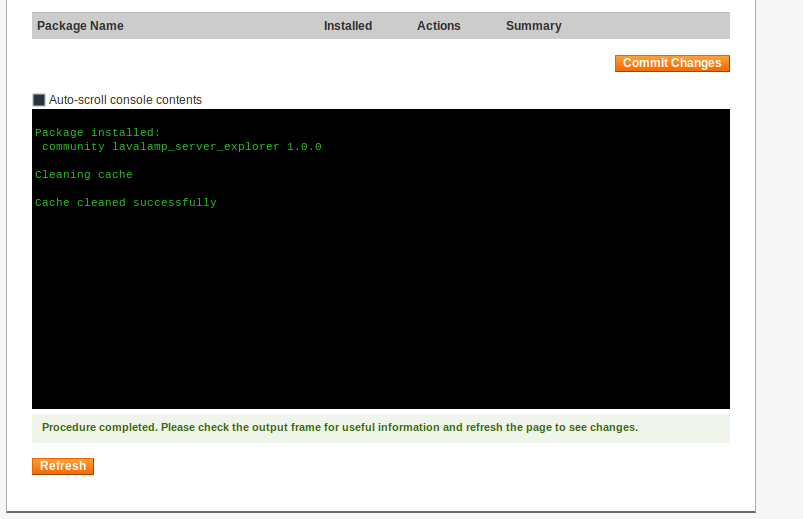 Package Name Installed Actions Summary
Commit Changes
Auto-scroll console contents
Package installed:
community lavalamp_server_explorer 1.0.0
Cleaning cache
Cache cleaned successfully
Procedure completed. Please check the output frame for useful information and refresh the page to see changes.
Refresh